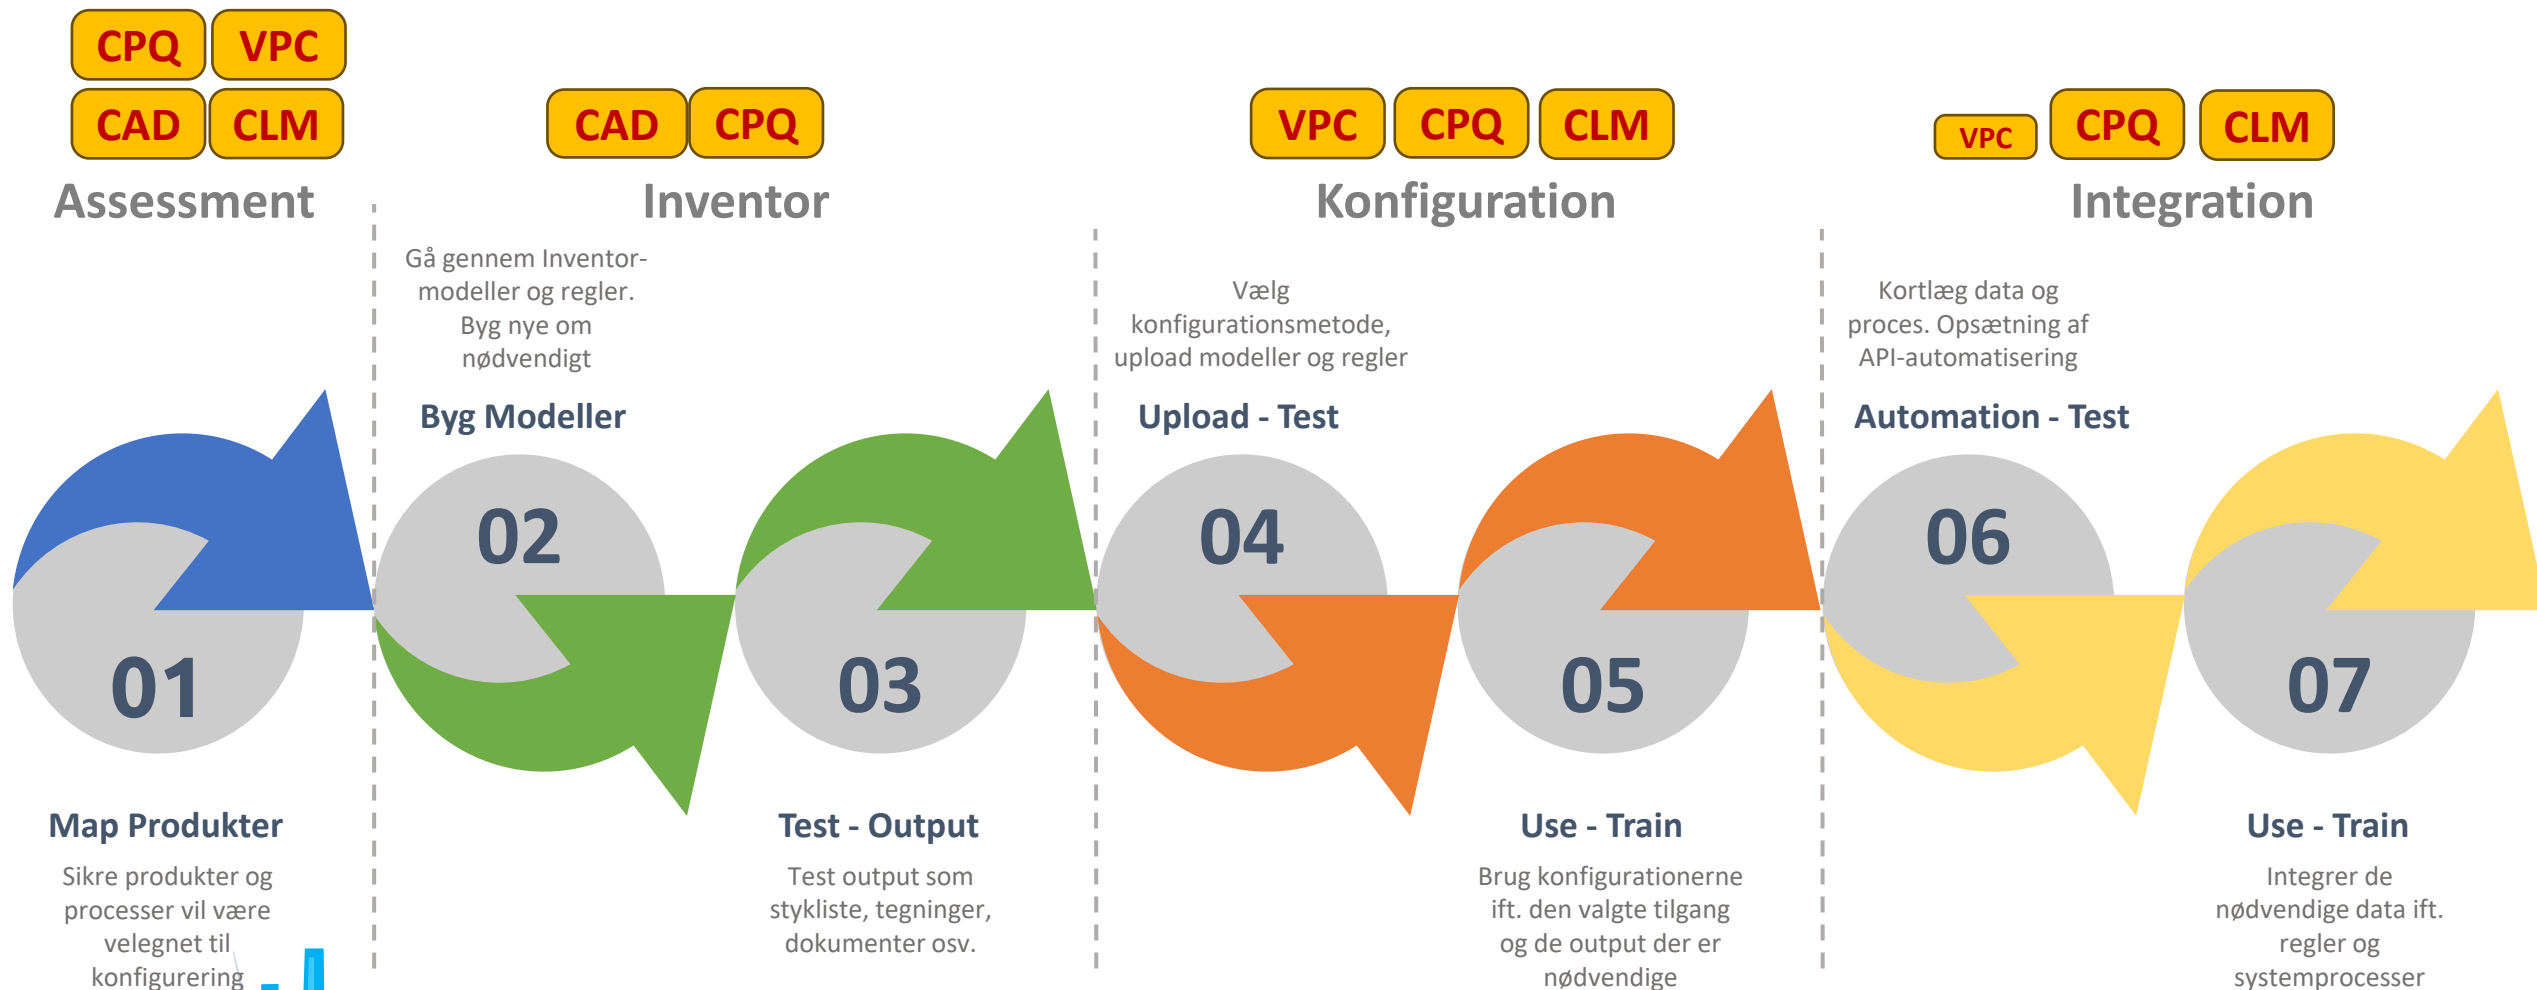 CPQ VPC
CAD CLM
Assessment
CAD CPQ
Inventor
VPC CPQ CLM
Konfiguration
VPC CPQ CLM
Integration
Gå gennem Inventor-
modeller og regler.
Byg nye om
nødvendigt
Byg Modeller
Vælg
konfigurationsmetode,
upload modeller og regler
Upload - Test
Kortlæg data og
proces. Opsætning af
API-automatisering
Automation - Test
01
02
03
04
05
06
07
Map Produkter
Sikre produkter og
processer vil være
velegnet til
konfigurering
Test - Output
Test output som
stykliste, tegninger,
dokumenter osv.
Use - Train
Brug konfigurationerne
ift. den valgte tilgang
og de output der er
nødvendige
Use - Train
Integrer de
nødvendige data ift.
regler og
systemprocesser